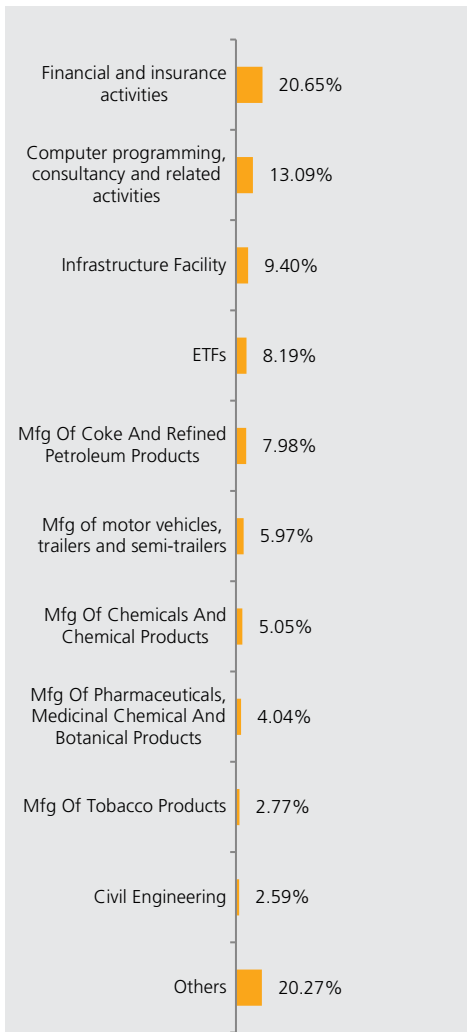 Financial and insurance
activities
20.65%
Computer programming,
consultancy and related
activities
13.09%
Infrastructure Facility
9.40%
ETFs
8.19%
Mfg Of Coke And Refined
Petroleum Products
7.98%
Mfg of motor vehicles,
trailers and semi-trailers
5.97%
Mfg Of Chemicals And
Chemical Products
5.05%
Mfg Of Pharmaceuticals,
Medicinal Chemical And
Botanical Products
4.04%
Mfg Of Tobacco Products
2.77%
Civil Engineering
2.59%
Others
20.27%